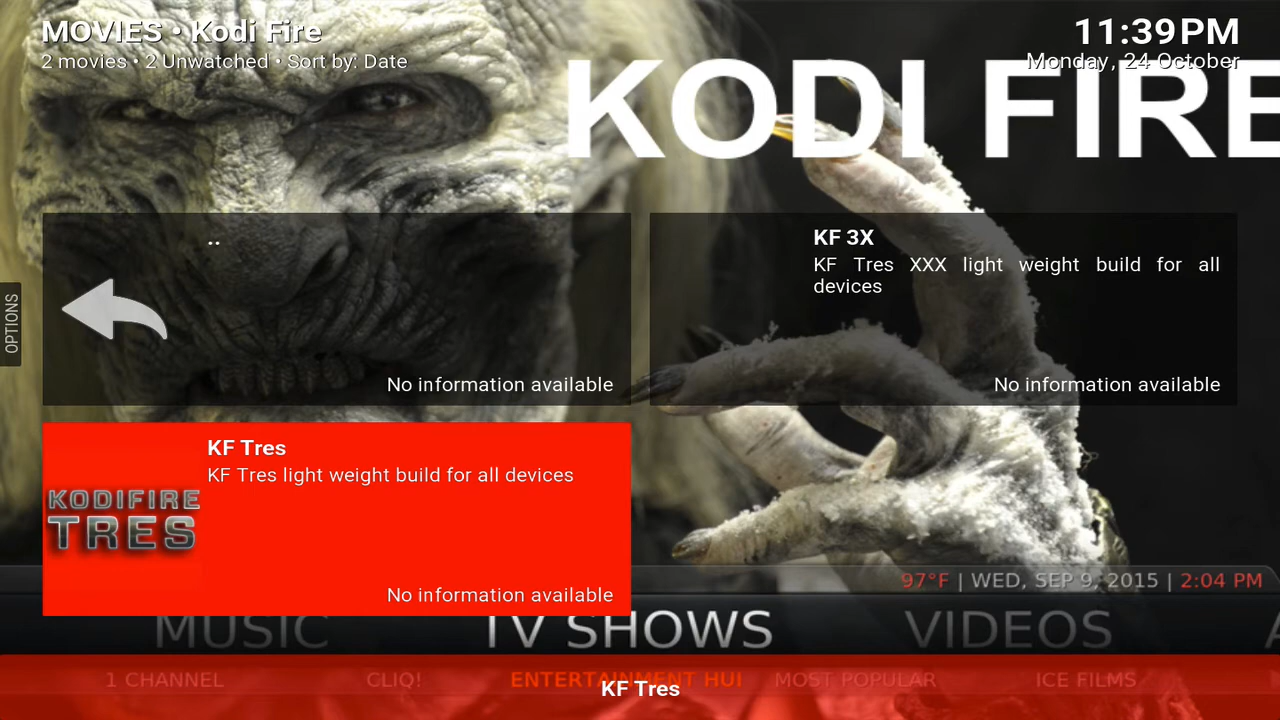 MOVIES • Kodi Fire
2 movies • 2 Unwatched • Sort by: Date
11:39 PM
Monday, 24 October
KODI FIRE
OPTIONS
..
No information available
KF 3X
KF Tres XXX light weight build for all
devices
No information available
KF Tres
KF Tres light weight build for all devices
KODIFIRE
TRES
No information available
97°F | WED, SEP 9, 2015 | 2:04 PM
MUSIC TV SHOWS VIDEOS
1 CHANNEL CLIQ! ENTERTAINMENT HUI MOST POPULAR ICE FILMS
KF Tres